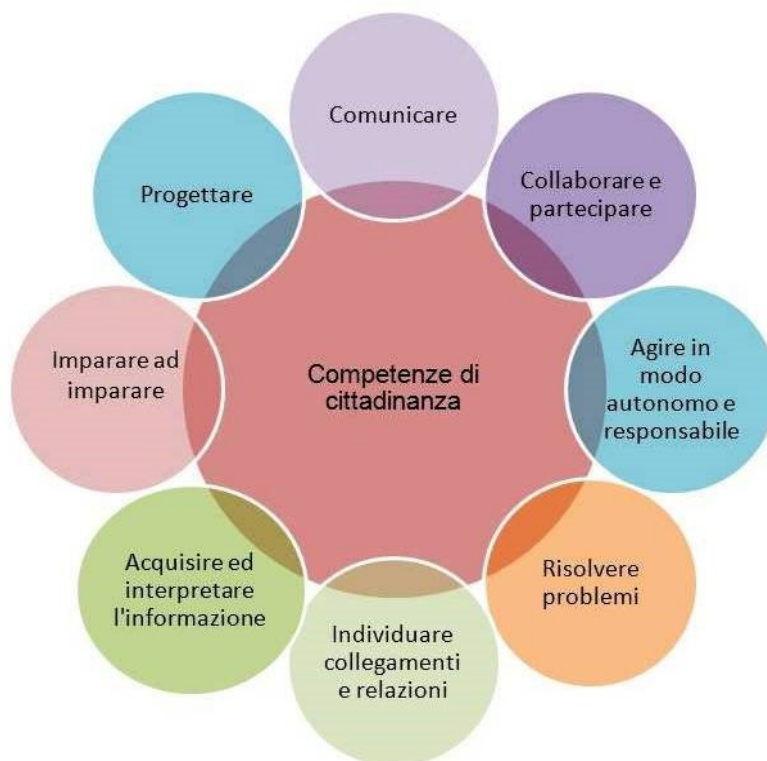 Comunicare
Collaborare e
partecipare
Agire in
modo
autonomo e
responsabile
Risolvere
problemi
Individuare
collegamenti
e relazioni
Acquisire ed
interpretare
l'informazione
Imparare ad
imparare
Progettare
Competenze di
cittadinanza